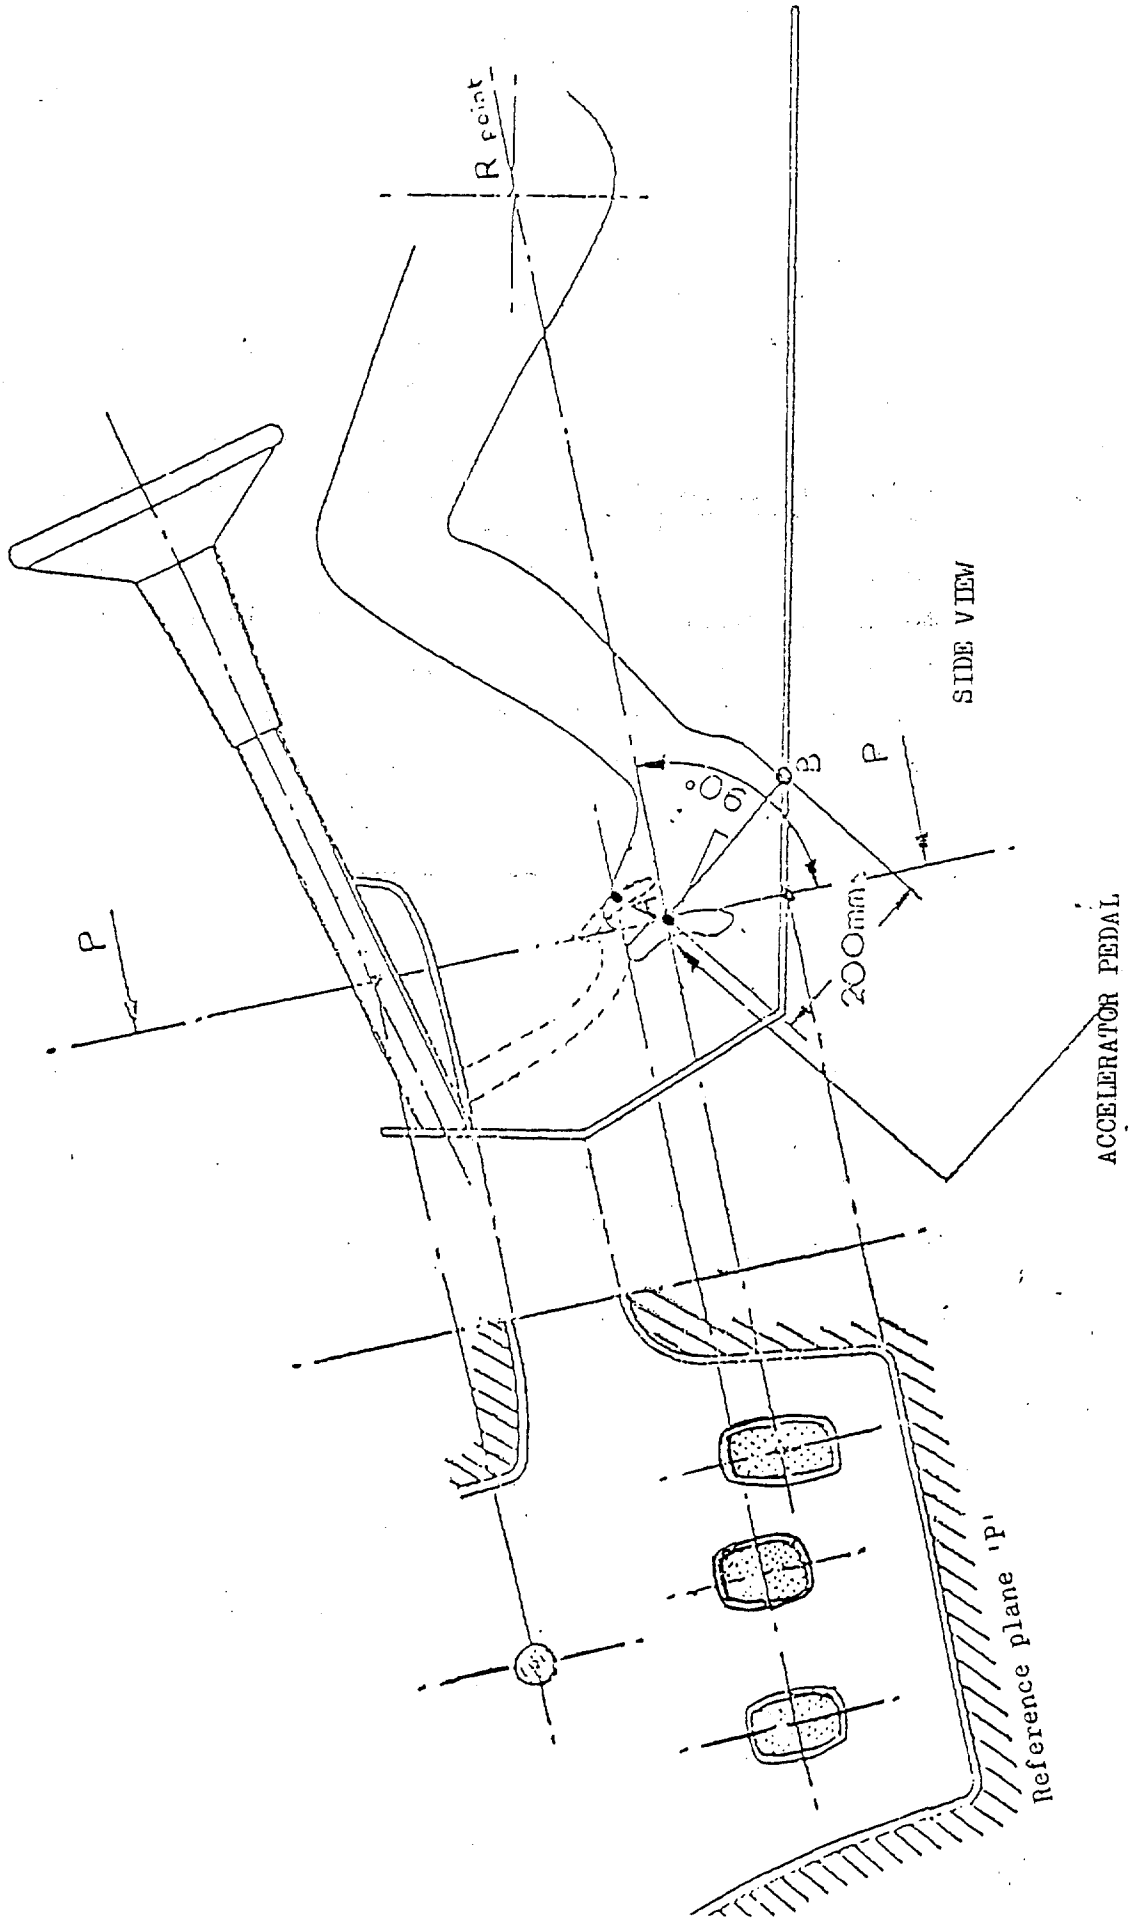 R point
P
90°
A
B
P
200mm
SIDE VIEW
ACCELERATOR PEDAL
Reference plane 'P'